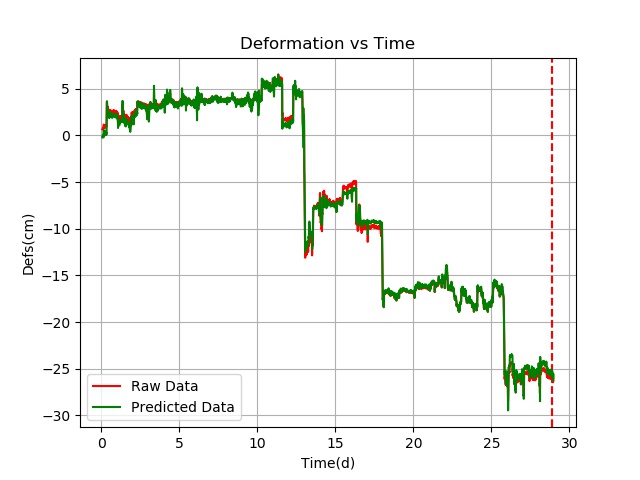 Deformation vs Time
Defs(cm)
5
0
−5
−10
−15
−20
−25
−30
Raw Data
Predicted Data
0 5 10 15 20 25 30
Time(d)